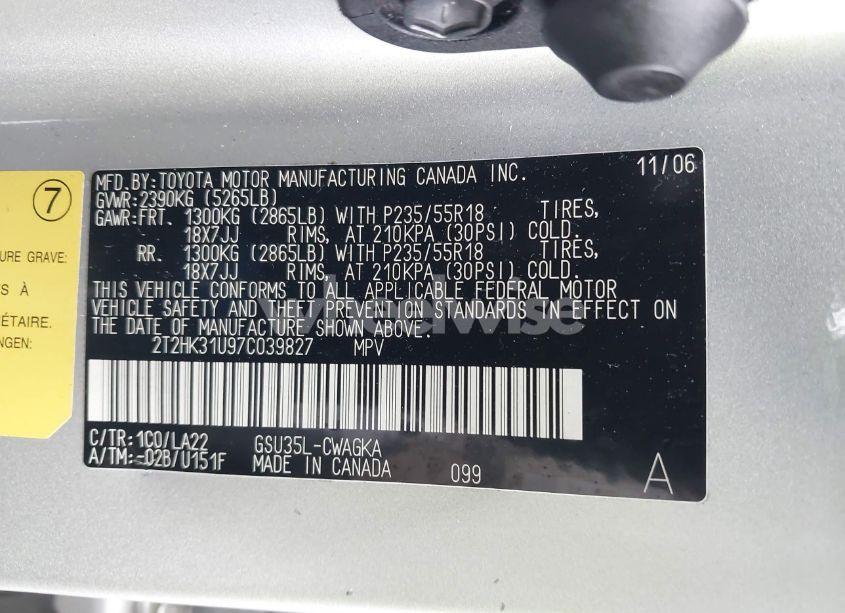 7
URE GRAVE:
S À
ÉTAIRE.
NGEN:
MFD.BY:TOYOTA MOTOR MANUFACTURING CANADA INC. 11/06
GVWR:2390KG (5265LB)
GAWR:FRT. 1300KG (2865LB) WITH P235/55R18 TIRES,
18X7JJ RIMS, AT 210KPA (30PSI) COLD.
RR. 1300KG (2865LB) WITH P235/55R18 TIRES,
18X7JJ RIMS, AT 210KPA (30PSI) COLD.
THIS VEHICLE CONFORMS TO ALL APPLICABLE FEDERAL MOTOR
VEHICLE SAFETY AND THEFT PREVENTION STANDARDS IN EFFECT ON
THE DATE OF MANUFACTURE SHOWN ABOVE.
wheelwise
2T2HK31U97C039827 MPV
C/TR:1C0/LA22 GSU35L-CWAGKA
A/TM:-02B/U151F MADE IN CANADA 099 A